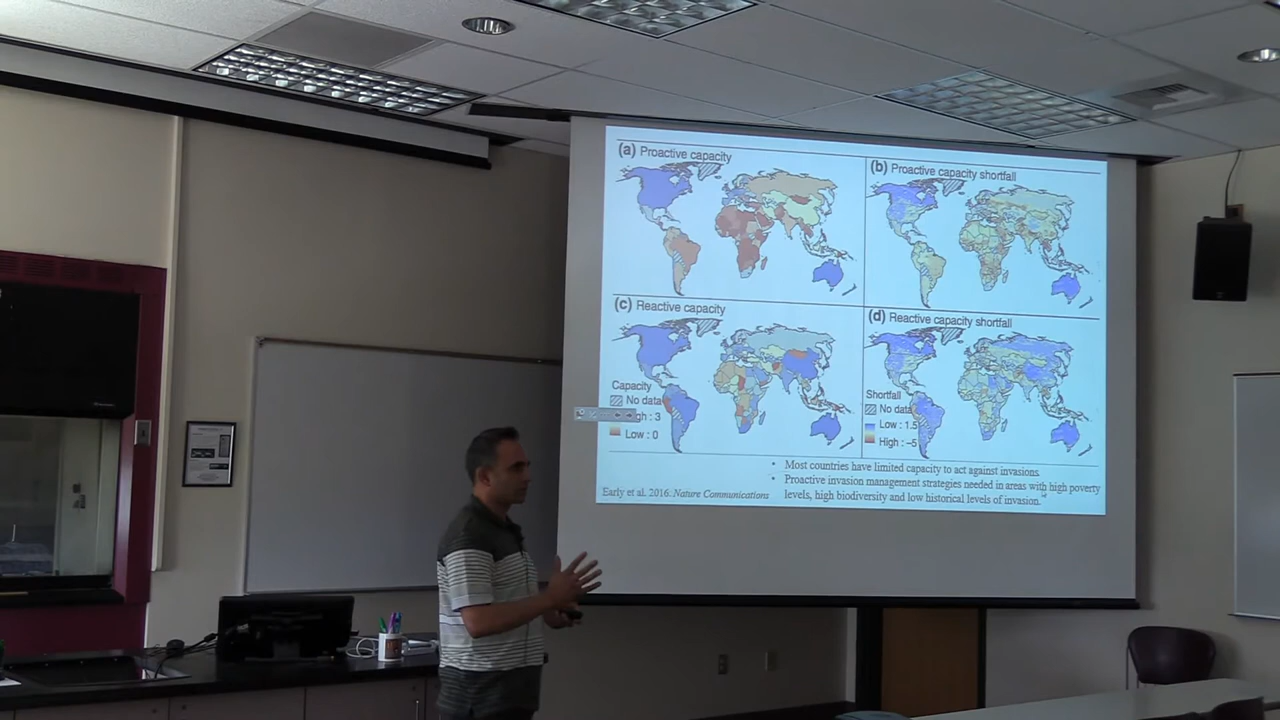 (a) Proactive capacity
(b) Proactive capacity shortfall
(c) Reactive capacity
(d) Reactive capacity shortfall
Capacity
No data
gh : 3
Low : 0
Shortfall
No data
Low : 1.5
High : –5
• Most countries have limited capacity to act against invasions.
• Proactive invasion management strategies needed in areas with high poverty
levels, high biodiversity and low historical levels of invasion.
Early et al. 2016. Nature Communications